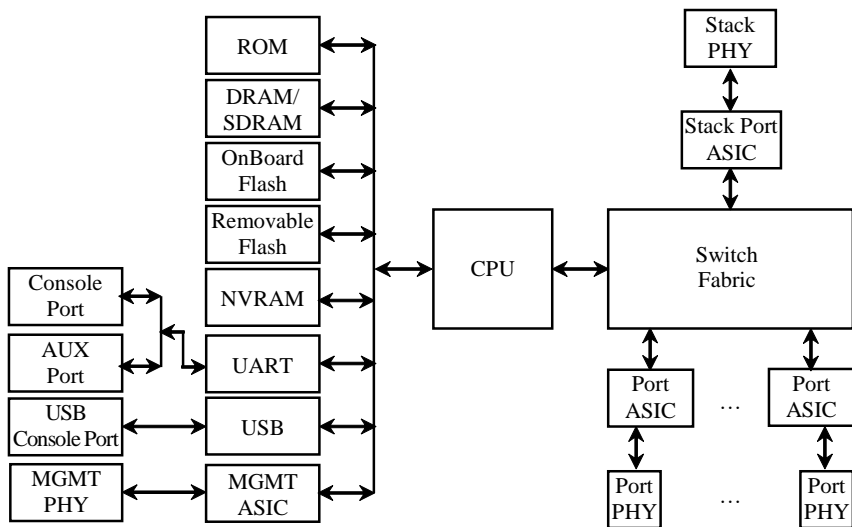 ROM
DRAM/
SDRAM
OnBoard
Flash
Removable
Flash
NVRAM
UART
USB
MGMT
ASIC
Console
Port
AUX
Port
USB
Console Port
MGMT
PHY
CPU
Stack
PHY
Stack Port
ASIC
Switch
Fabric
Port
ASIC
...
Port
ASIC
Port
PHY
...
Port
PHY